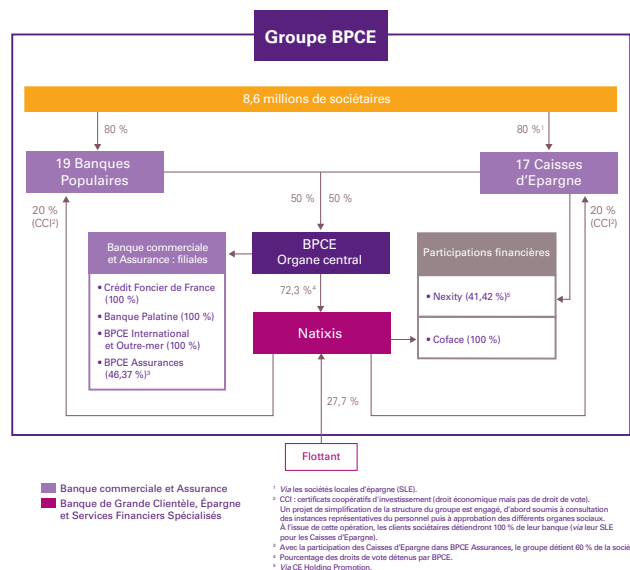 Groupe BPCE
8,6 millions de sociétaires
80 %
80 %¹
19 Banques
Populaires
17 Caisses
d'Epargne
20 %
(CCI²)
50 %
50 %
20 %
(CCI²)
Banque commerciale
et Assurance : filiales
• Crédit Foncier de France
(100 %)
• Banque Palatine (100 %)
• BPCE International
et Outre-mer (100 %)
• BPCE Assurances
(46,37 %)³
BPCE
Organe central
Participations financières
• Nexity (41,42 %)⁵
• Coface (100 %)
72,3 %⁴
Natixis
27,7 %
Flottant
Banque commerciale et Assurance
Banque de Grande Clientèle, Épargne
et Services Financiers Spécialisés
¹ Via les sociétés locales d'épargne (SLE).
² CCI : certificats coopératifs d'investissement (droit économique mais pas de droit de vote).
Un projet de simplification de la structure du groupe est engagé, d'abord soumis à consultation
des instances représentatives du personnel puis à approbation des différents organes sociaux.
À l'issue de cette opération, les clients sociétaires détiendront 100 % de leur banque (via leur SLE
pour les Caisses d'Epargne).
³ Avec la participation des Caisses d'Epargne dans BPCE Assurances, le groupe détient 60 % de la socié
⁴ Pourcentage des droits de vote détenus par BPCE.
⁵ Via CE Holding Promotion.